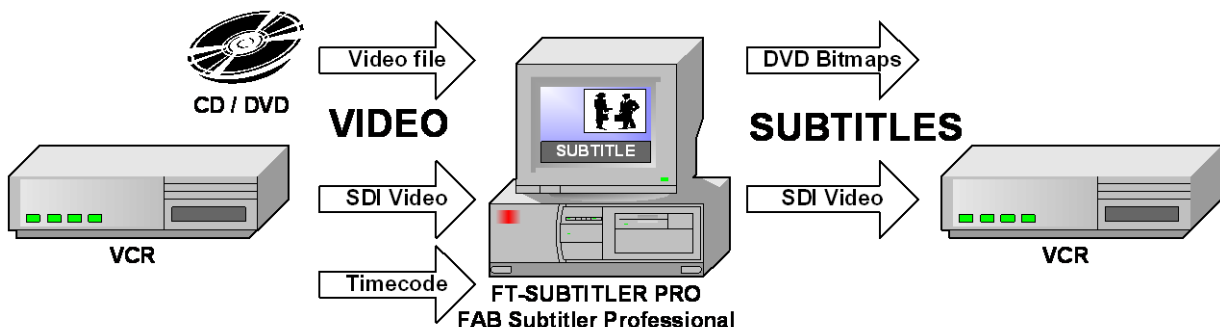 CD / DVD
Video file
VIDEO
SDI Video
Timecode
VCR
SUBTITLE
FT-SUBTITLER PRO
FAB Subtitler Professional
DVD Bitmaps
SUBTITLES
SDI Video
VCR